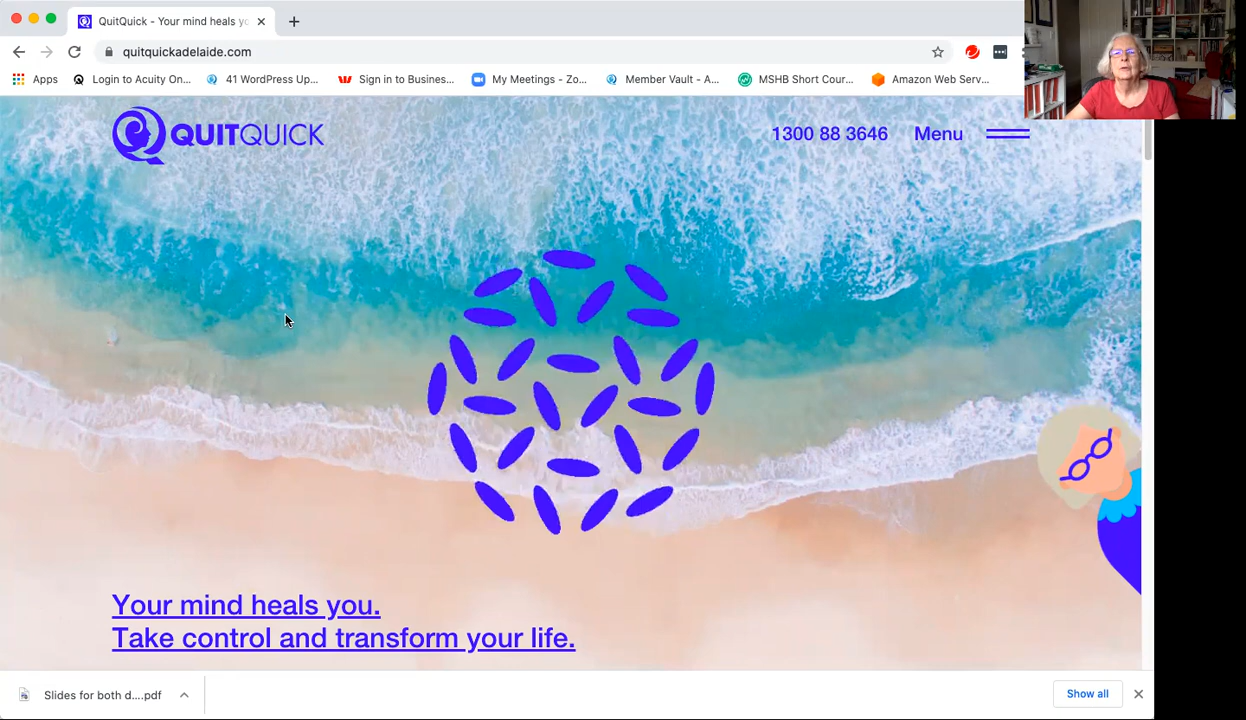 QuitQuick - Your mind heals yo
quitquickadelaide.com
Apps
Login to Acuity On...
41 WordPress Up...
Sign in to Busines...
My Meetings - Zo...
Member Vault - A...
MSHB Short Cour...
Amazon Web Serv...
QUITQUICK
1300 88 3646
Menu
Your mind heals you.
Take control and transform your life.
Slides for both d....pdf
Show all